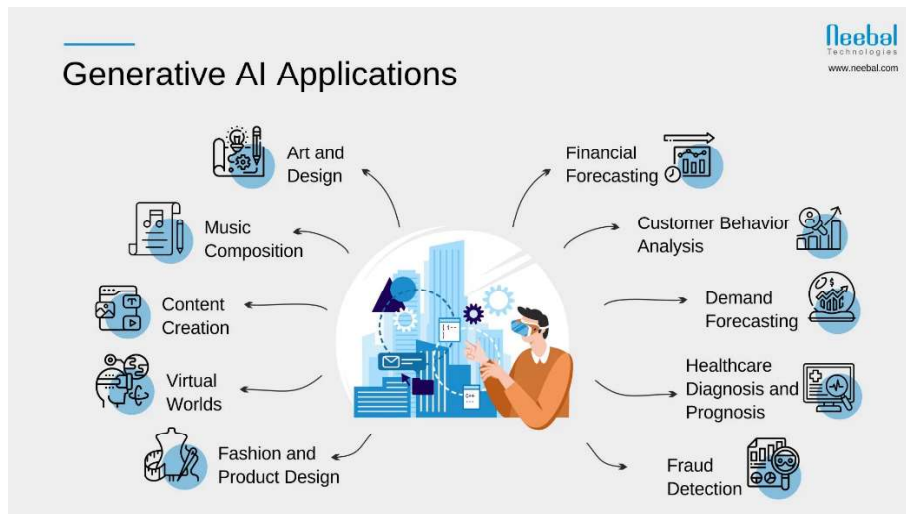 Neebal
Technologies
www.neebal.com
Generative AI Applications
Art and
Design
Music
Composition
Content
Creation
Virtual
Worlds
Fashion and
Product Design
Financial
Forecasting
Customer Behavior
Analysis
Demand
Forecasting
Healthcare
Diagnosis and
Prognosis
Fraud
Detection